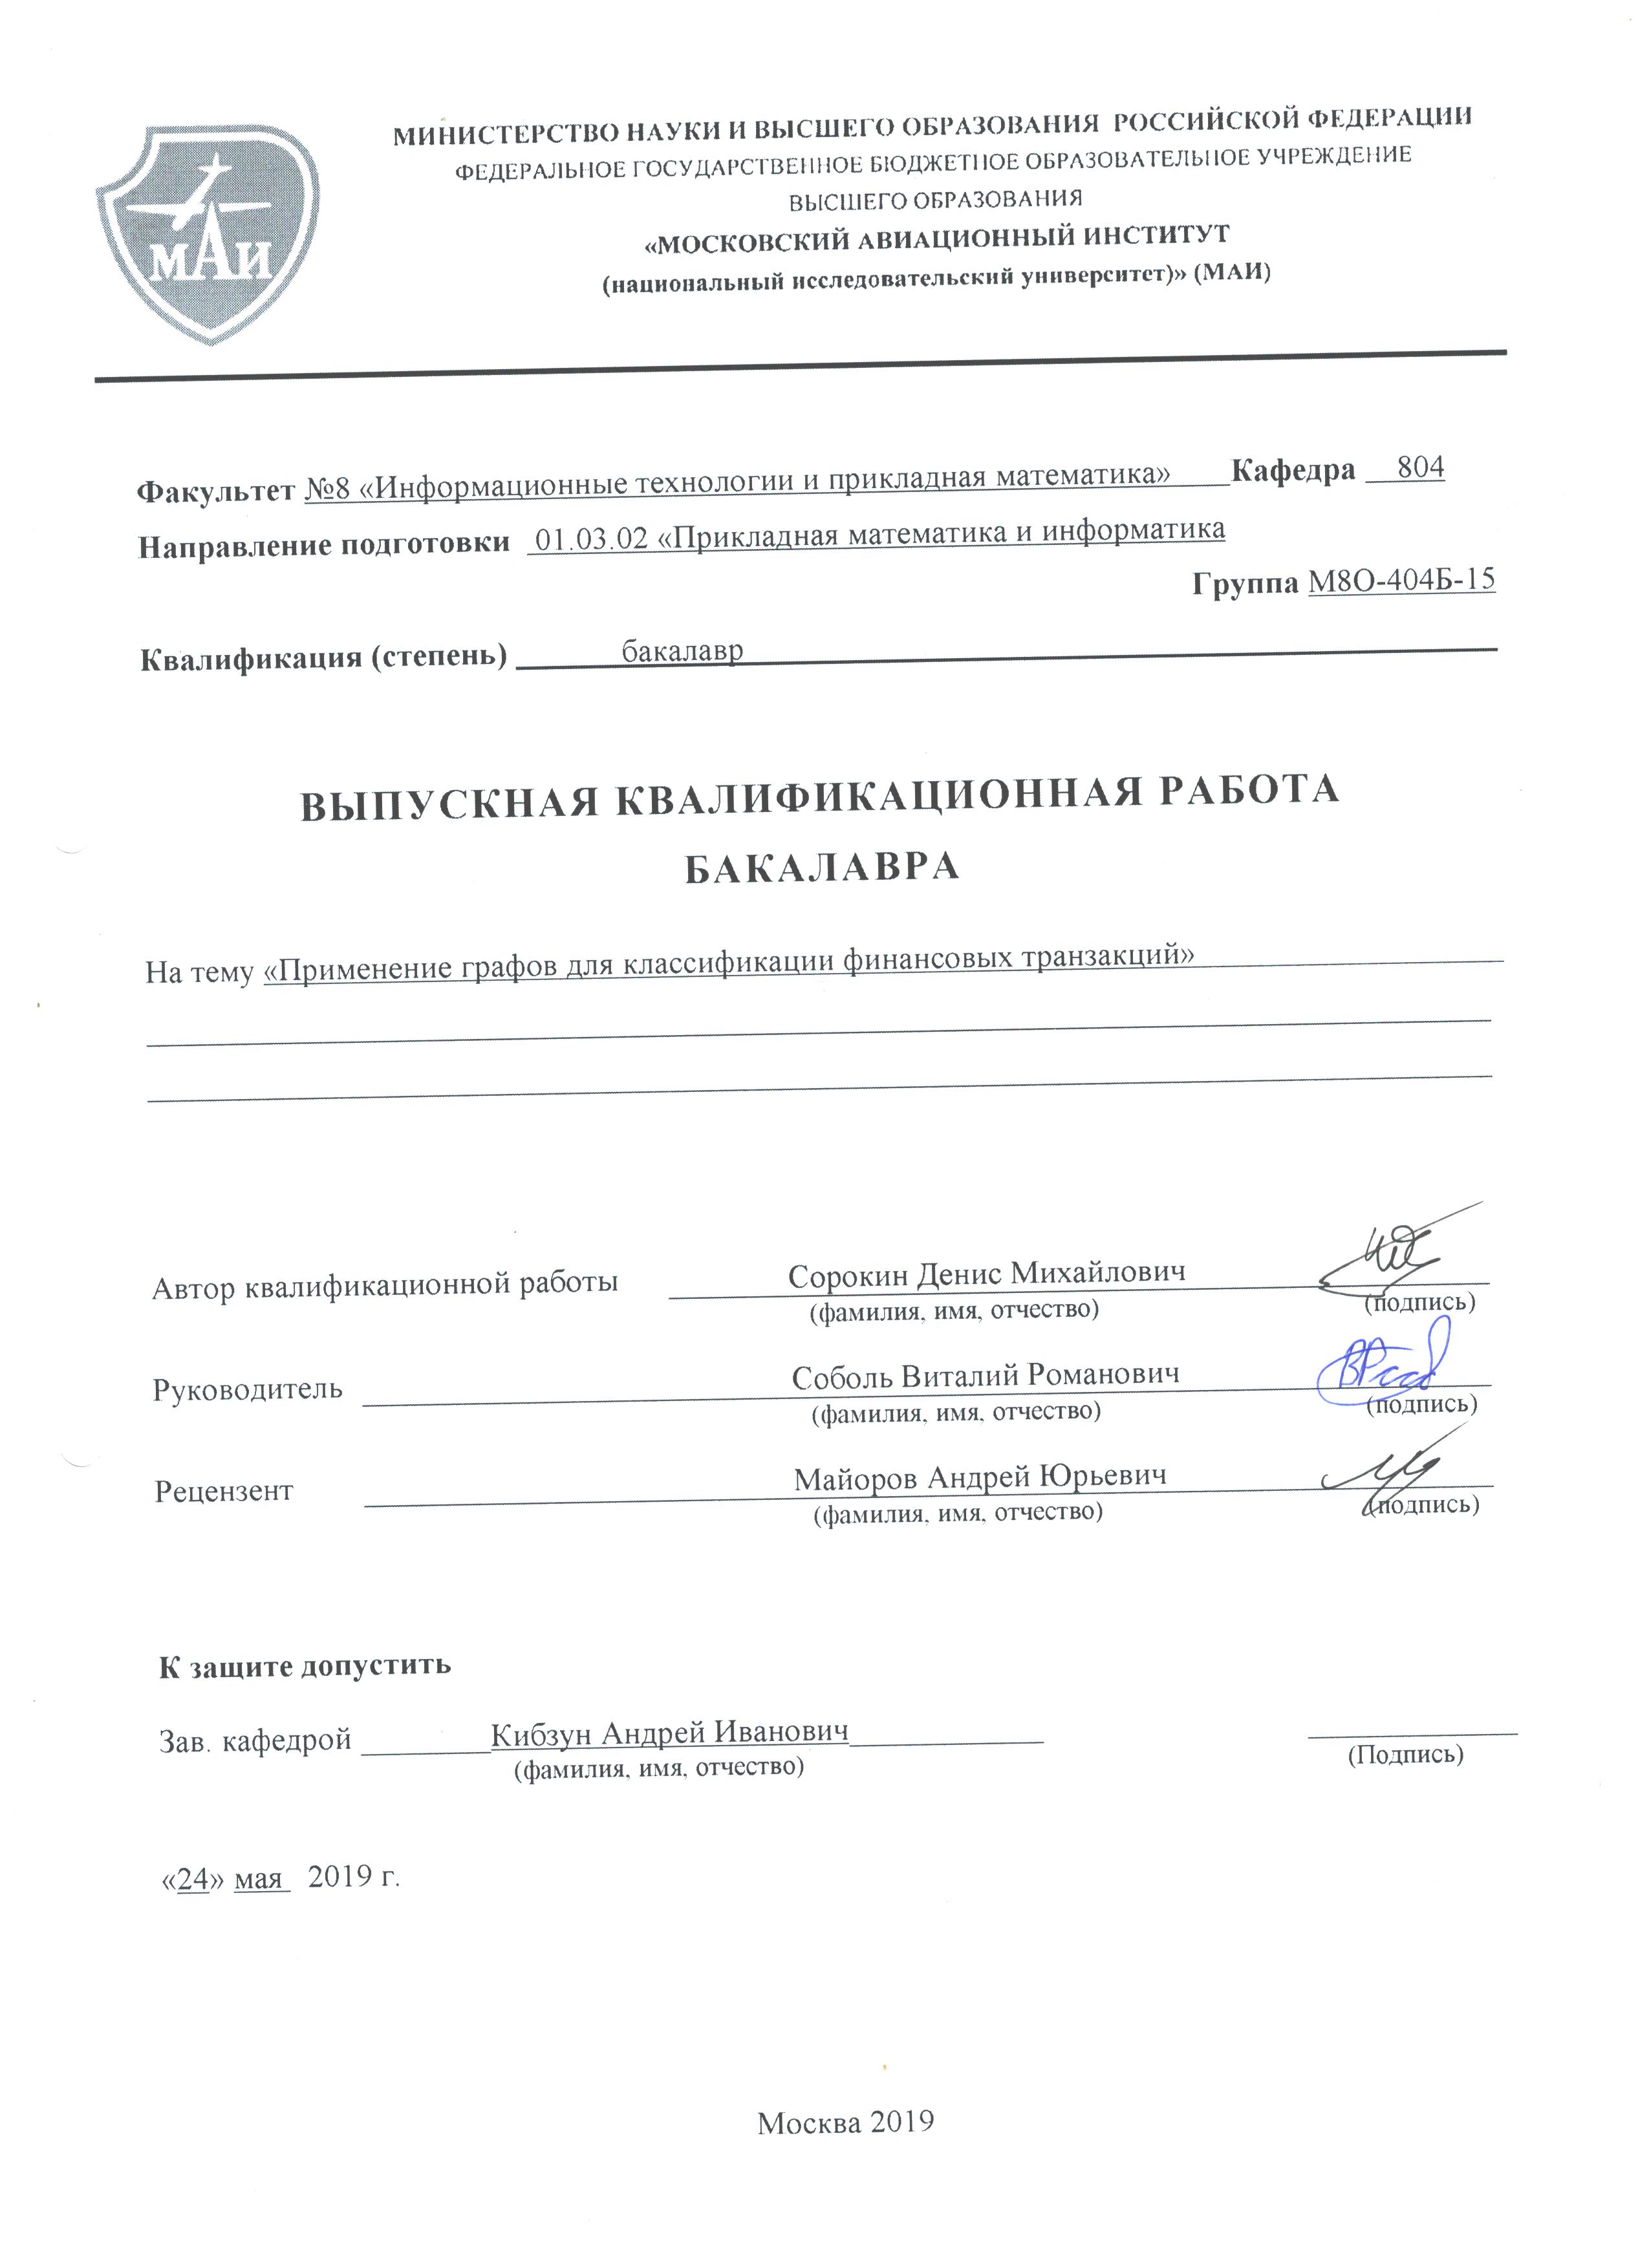 МИНИСТЕРСТВО НАУКИ И ВЫСШЕГО ОБРАЗОВАНИЯ РОССИЙСКОЙ ФЕДЕРАЦИИ
ФЕДЕРАЛЬНОЕ ГОСУДАРСТВЕННОЕ БЮДЖЕТНОЕ ОБРАЗОВАТЕЛЬНОЕ УЧРЕЖДЕНИЕ
ВЫСШЕГО ОБРАЗОВАНИЯ
«МОСКОВСКИЙ АВИАЦИОННЫЙ ИНСТИТУТ
(национальный исследовательский университет)» (МАИ)
МАИ
Факультет №8 «Информационные технологии и прикладная математика» Кафедра 804
Направление подготовки 01.03.02 «Прикладная математика и информатика
Группа М8О-404Б-15
Квалификация (степень) бакалавр
ВЫПУСКНАЯ КВАЛИФИКАЦИОННАЯ РАБОТА
БАКАЛАВРА
На тему «Применение графов для классификации финансовых транзакций»
Автор квалификационной работы Сорокин Денис Михайлович
(фамилия, имя, отчество) (подпись)
Руководитель Соболь Виталий Романович
(фамилия, имя, отчество) (подпись)
Рецензент Майоров Андрей Юрьевич
(фамилия, имя, отчество) (подпись)
К защите допустить
Зав. кафедрой Кибзун Андрей Иванович
(фамилия, имя, отчество) (Подпись)
«24» мая 2019 г.
Москва 2019